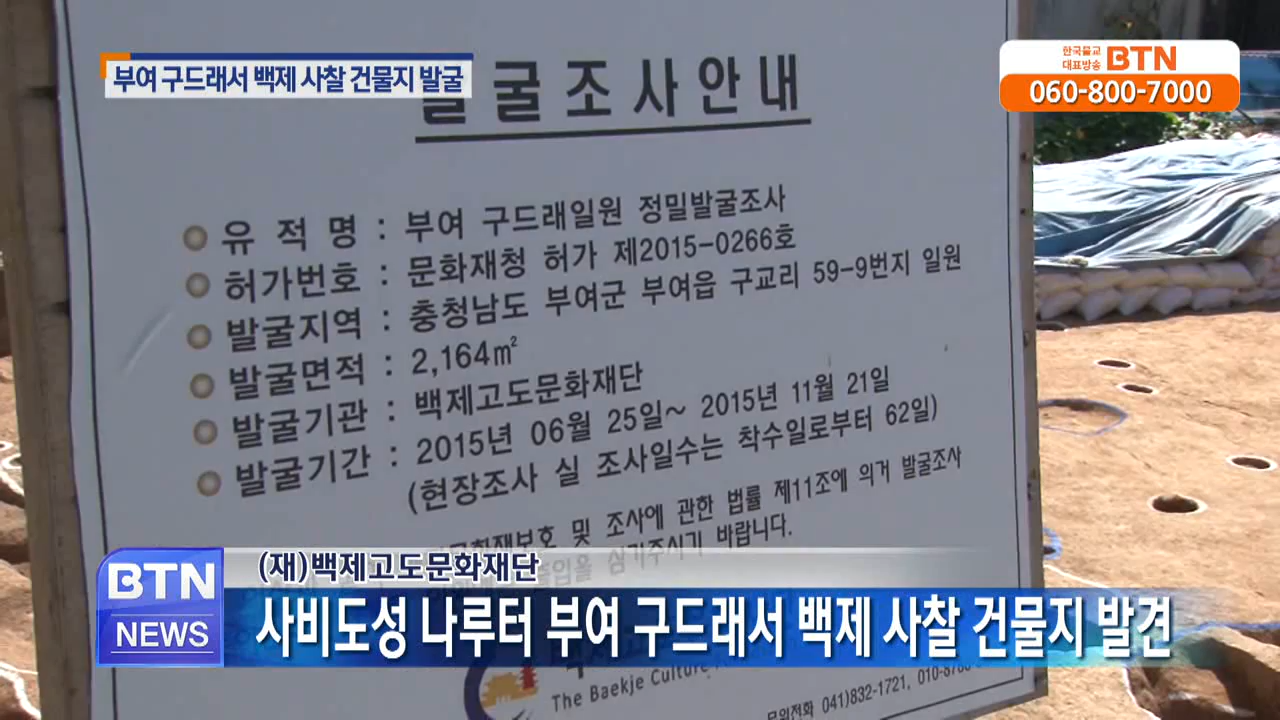 부여 구드래서 백제 사찰 건물지 발굴
한국불교
대표방송 BTN
060-800-7000
굴조사안내
유적명 : 부여 구드래일원 정밀발굴조사
허가번호 : 문화재청 허가 제2015-0266호
발굴지역 : 충청남도 부여군 부여읍 구교리 59-9번지 일원
발굴면적 : 2,164㎡
발굴기관 : 백제고도문화재단
발굴기간 : 2015년 06월 25일~ 2015년 11월 21일
(현장조사 실 조사일수는 착수일로부터 62일)
및 조사에 관한 법률 제11조에 의거 발굴조사
삼가주시기 바랍니다.
(재)백제고도문화재단
BTN
NEWS
사비도성 나루터 부여 구드래서 백제 사찰 건물지 발견
The Baekje Culture
문의전화 041)832-1721,